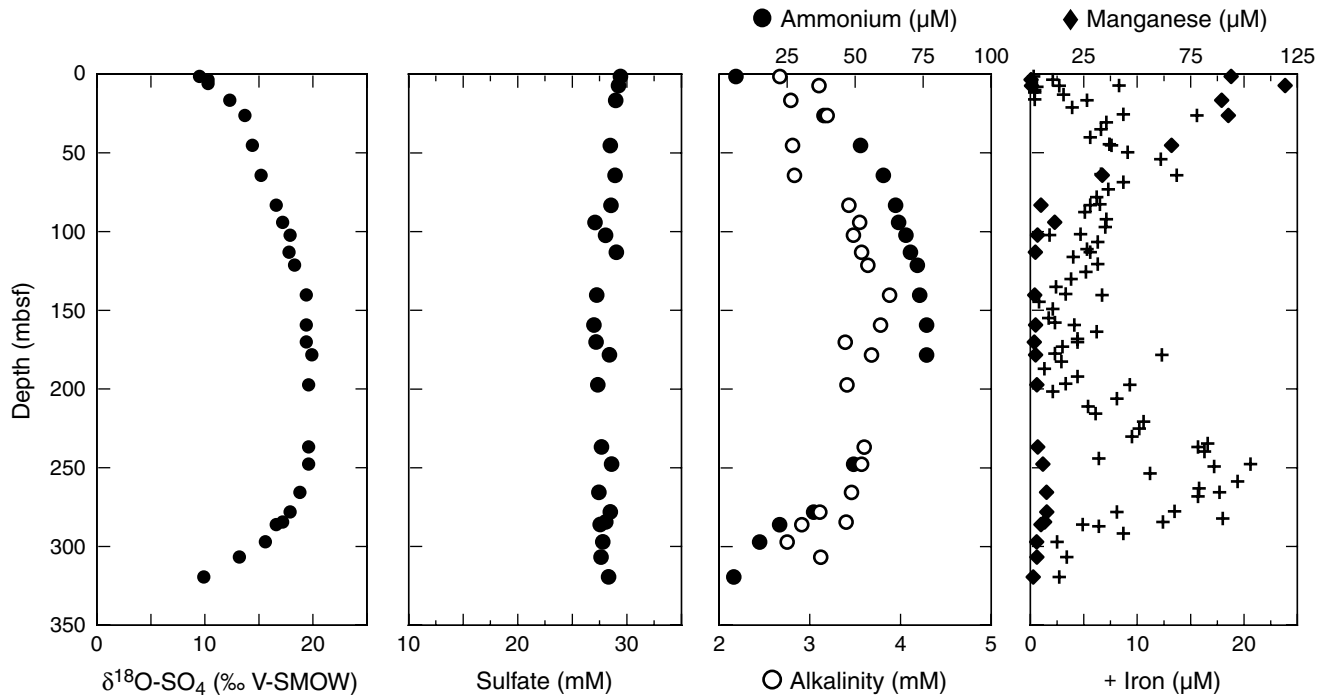 ● Ammonium (µM)
◆ Manganese (µM)
25 50 75 100
25 75 125
0
50
100
150
200
250
300
350
Depth (mbsf)
0 10 20
10 20 30
2 3 4 5
0 10 20
δ18O-SO4 (‰ V-SMOW)
Sulfate (mM)
○ Alkalinity (mM)
+ Iron (µM)